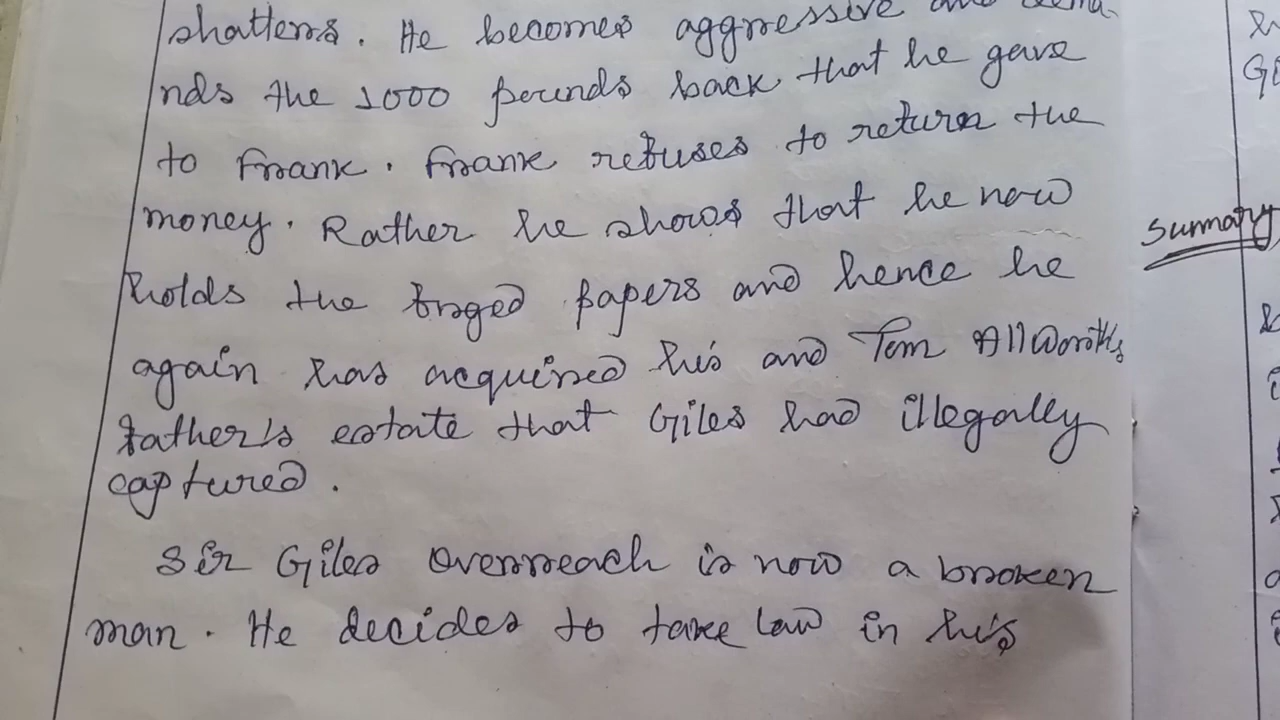 shatters. He becomes aggressive and dema-
nds the 1000 pounds back that he gave
to Frank. Frank refuses to return the
money. Rather he shows that he now
holds the forged papers and hence he
again has acquired his and Tom Allworth's
father's estate that Giles had illegally
captured.
Sir Giles Overreach is now a broken
man. He decides to take law in his
Summary